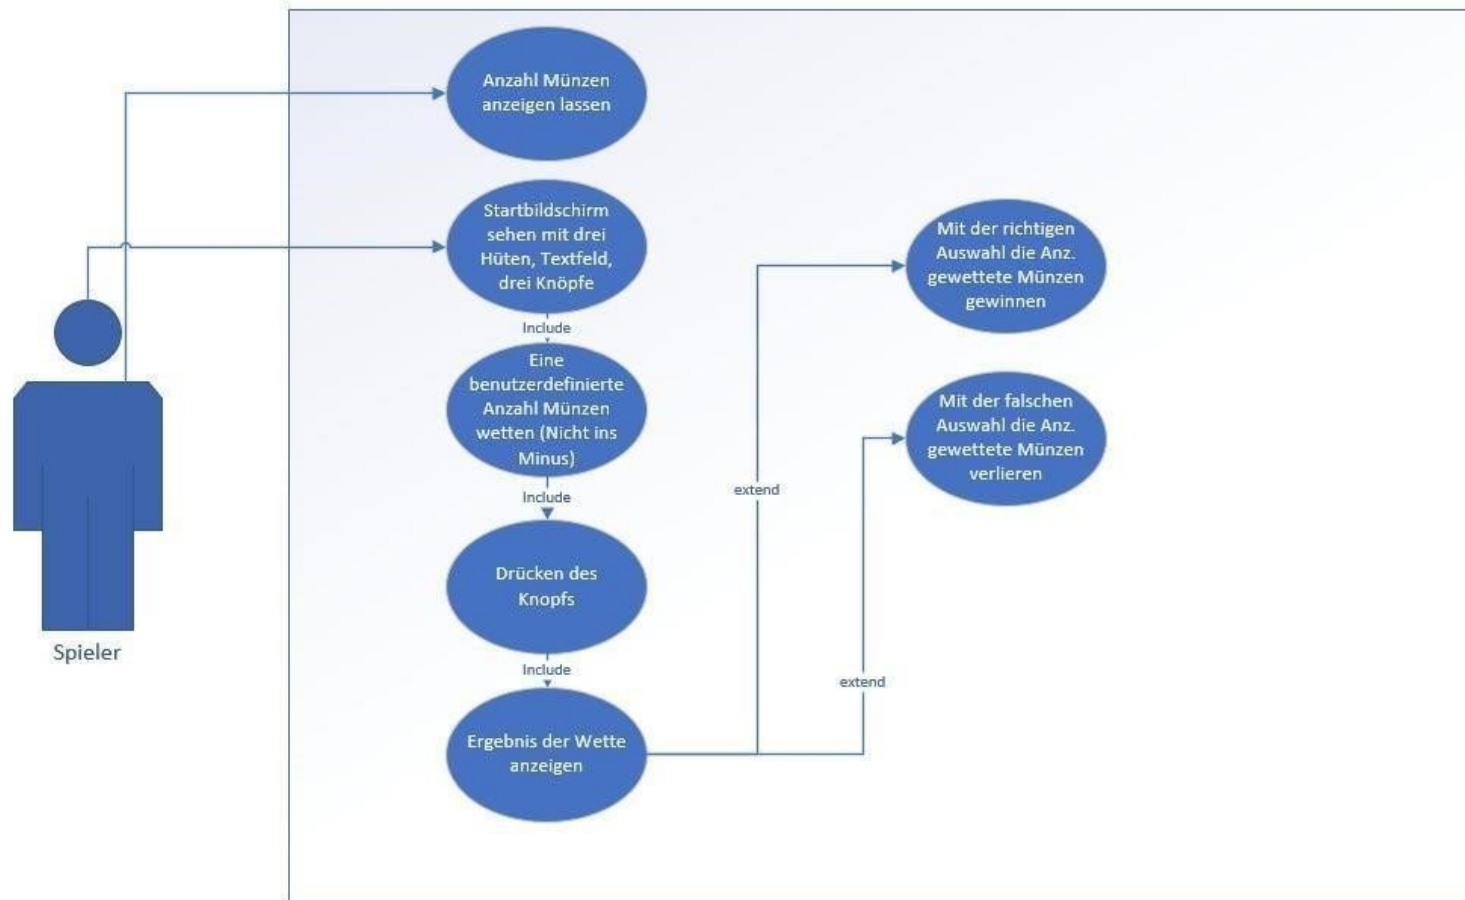 Anzahl Münzen
anzeigen lassen
Startbildschirm
sehen mit drei
Hüten, Textfeld,
drei Knöpfe
Include
Eine
benutzerdefinierte
Anzahl Münzen
wetten (Nicht ins
Minus)
Include
Drücken des
Knopfs
Include
Ergebnis der Wette
anzeigen
Mit der richtigen
Auswahl die Anz.
gewettete Münzen
gewinnen
Mit der falschen
Auswahl die Anz.
gewettete Münzen
verlieren
extend
extend
Spieler